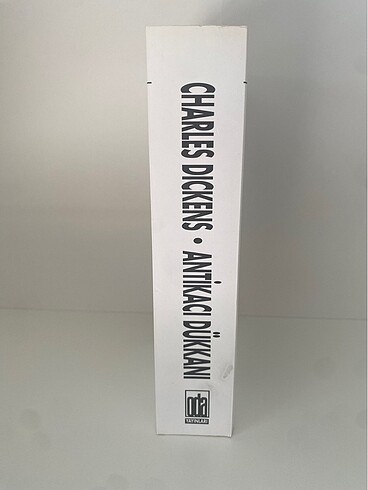 CHARLES DICKENS • ANTİKACI DÜKKANI
oda
YAYINLARI